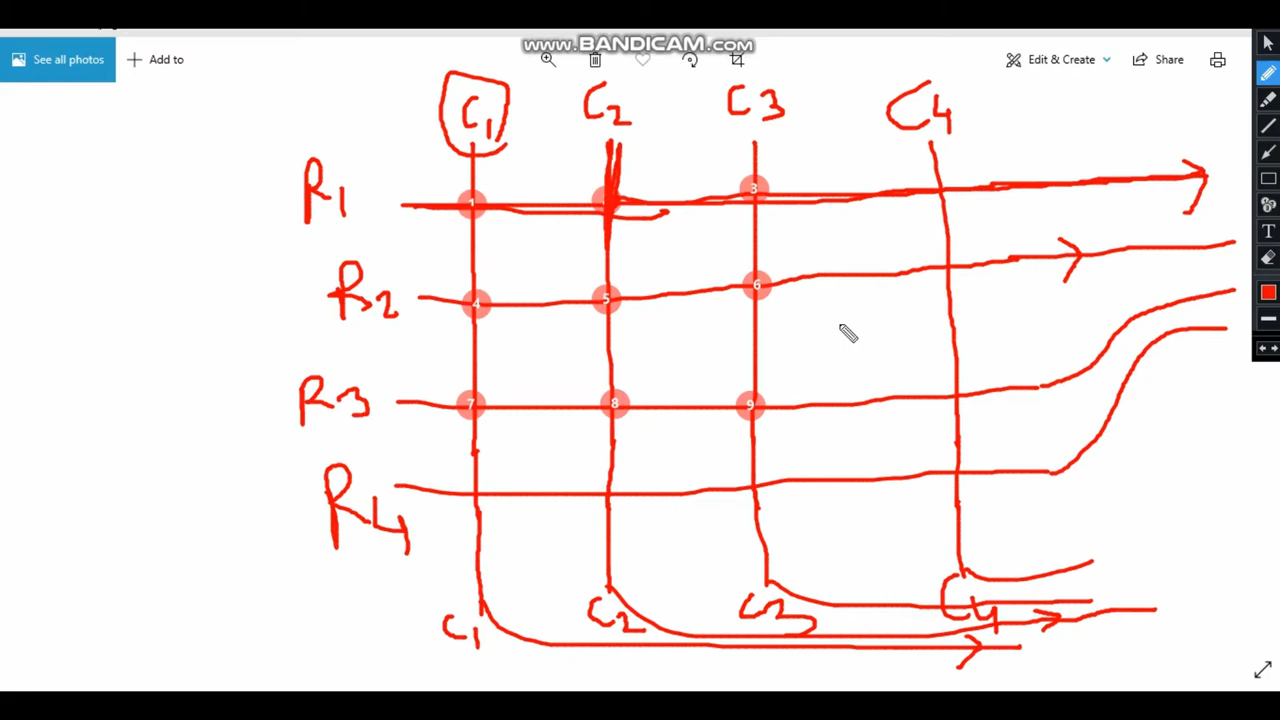 www.BANDICAM.com
See all photos
Add to
Edit & Create
Share
C1 C2 C3 C4
R1
1 3
R2
4 5 6
R3
7 8 9
R4
C1 C2 C3 C4
T